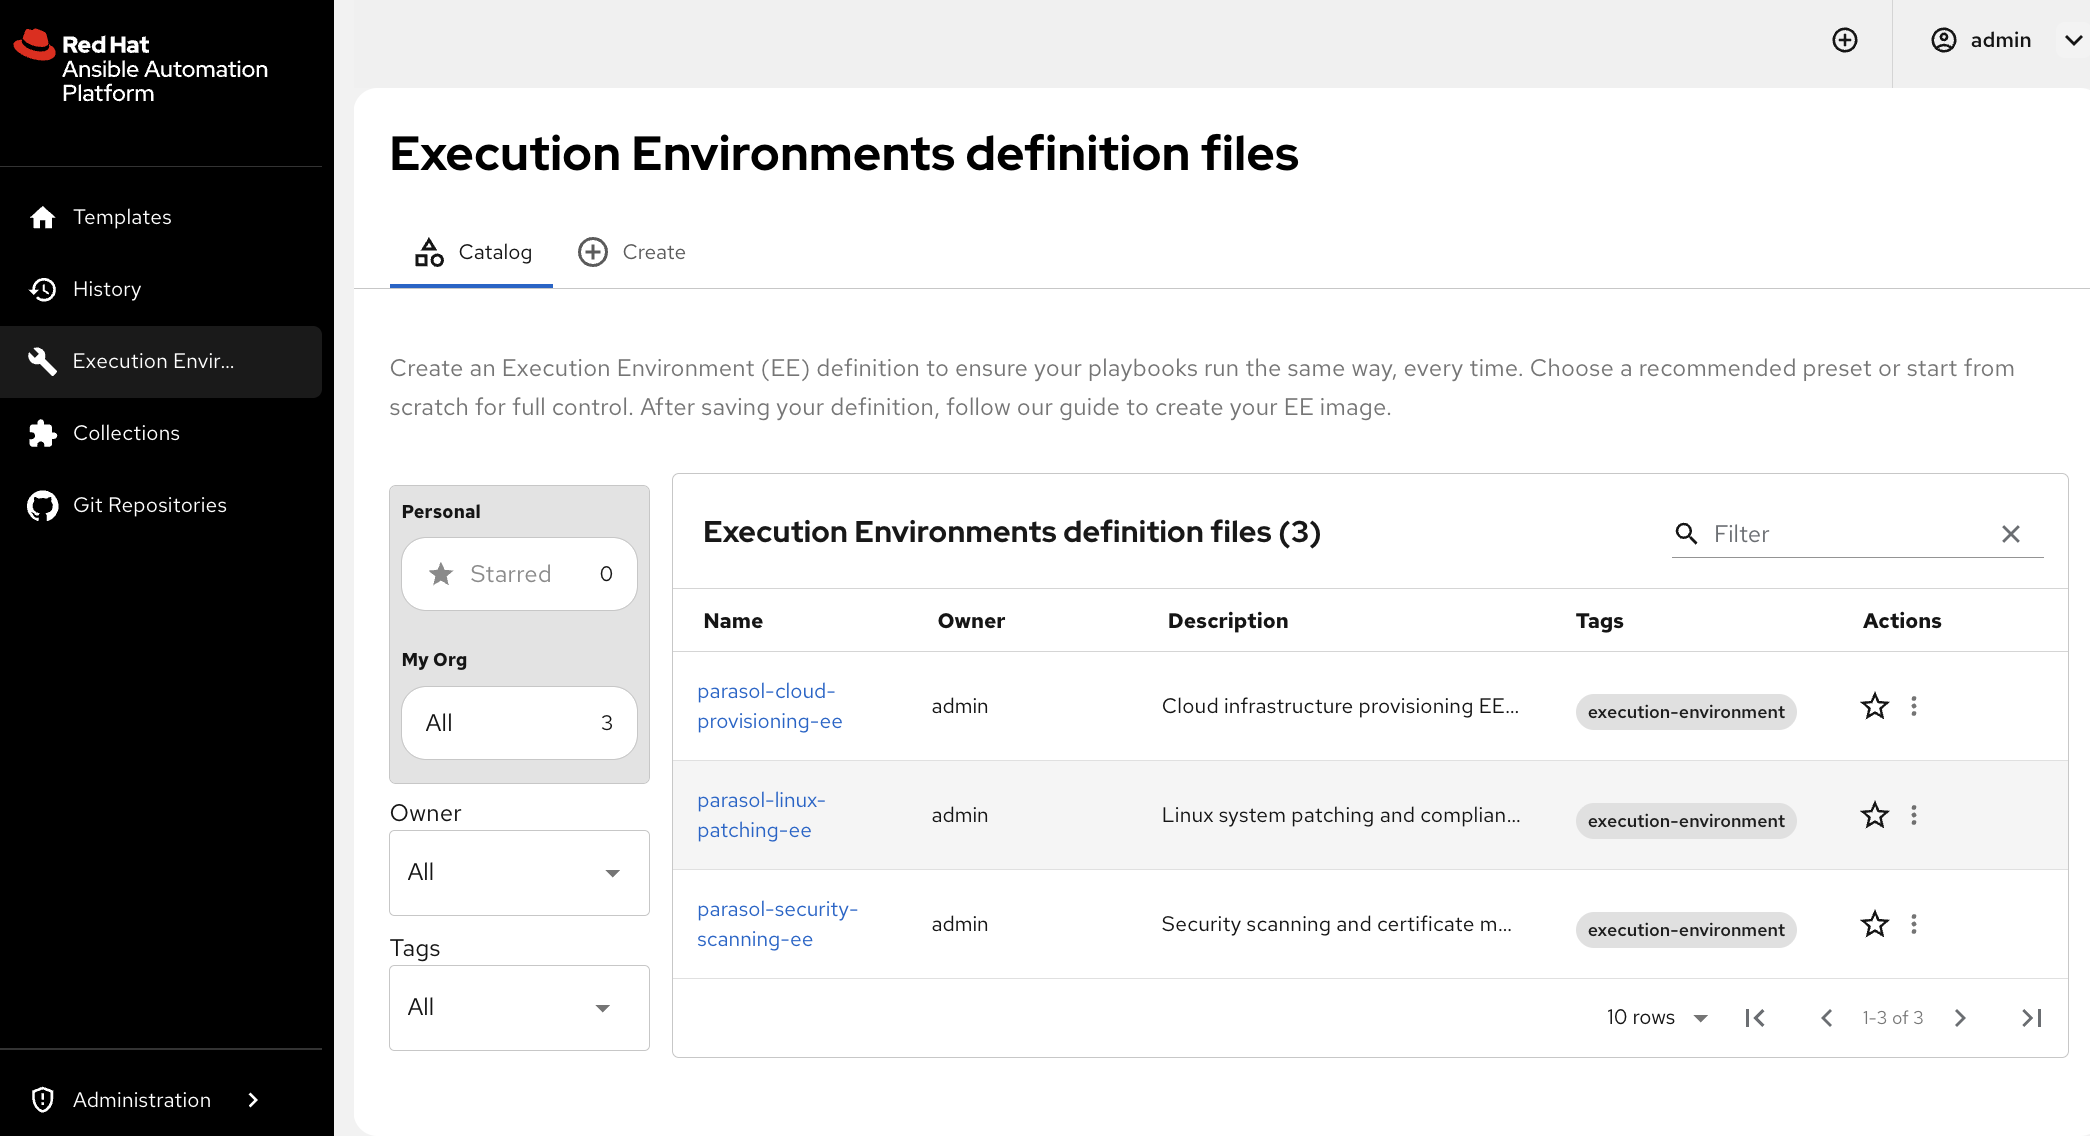 Red Hat
Ansible Automation
Platform
admin
Templates
History
Execution Envir...
Collections
Git Repositories
Administration
Execution Environments definition files
Catalog
Create
Create an Execution Environment (EE) definition to ensure your playbooks run the same way, every time. Choose a recommended preset or start from
scratch for full control. After saving your definition, follow our guide to create your EE image.
Personal
Starred 0
My Org
All 3
Owner
All
Tags
All
Execution Environments definition files (3)
Filter
Name Owner Description Tags Actions
parasol-cloud-
provisioning-ee
admin
Cloud infrastructure provisioning EE...
execution-environment
parasol-linux-
patching-ee
admin
Linux system patching and complian...
execution-environment
parasol-security-
scanning-ee
admin
Security scanning and certificate m...
execution-environment
10 rows
1-3 of 3